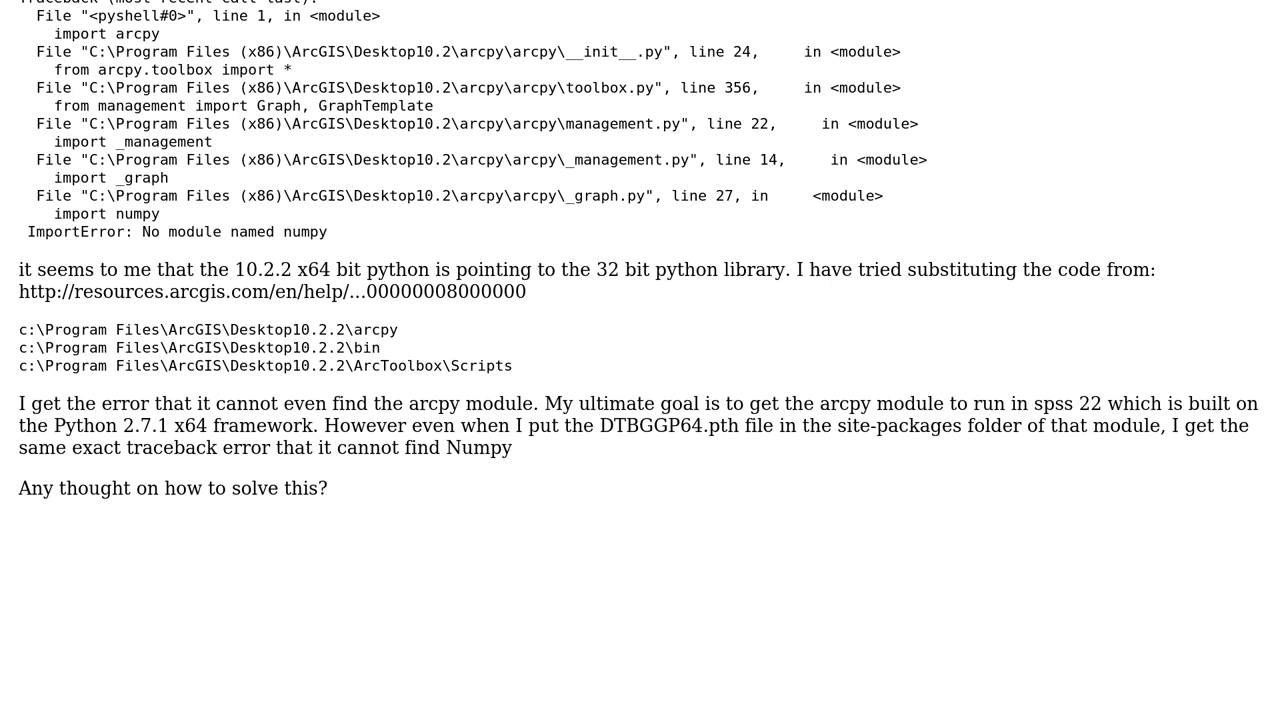 Traceback (most recent call last):
File "<pyshell#0>", line 1, in <module>
import arcpy
File "C:\Program Files (x86)\ArcGIS\Desktop10.2\arcpy\arcpy\__init__.py", line 24, in <module>
from arcpy.toolbox import *
File "C:\Program Files (x86)\ArcGIS\Desktop10.2\arcpy\arcpy\toolbox.py", line 356, in <module>
from management import Graph, GraphTemplate
File "C:\Program Files (x86)\ArcGIS\Desktop10.2\arcpy\arcpy\management.py", line 22, in <module>
import _management
File "C:\Program Files (x86)\ArcGIS\Desktop10.2\arcpy\arcpy\_management.py", line 14, in <module>
import _graph
File "C:\Program Files (x86)\ArcGIS\Desktop10.2\arcpy\arcpy\_graph.py", line 27, in <module>
import numpy
ImportError: No module named numpy
it seems to me that the 10.2.2 x64 bit python is pointing to the 32 bit python library. I have tried substituting the code from:
http://resources.arcgis.com/en/help/...00000008000000
c:\Program Files\ArcGIS\Desktop10.2.2\arcpy
c:\Program Files\ArcGIS\Desktop10.2.2\bin
c:\Program Files\ArcGIS\Desktop10.2.2\ArcToolbox\Scripts
I get the error that it cannot even find the arcpy module. My ultimate goal is to get the arcpy module to run in spss 22 which is built on
the Python 2.7.1 x64 framework. However even when I put the DTBGGP64.pth file in the site-packages folder of that module, I get the
same exact traceback error that it cannot find Numpy
Any thought on how to solve this?